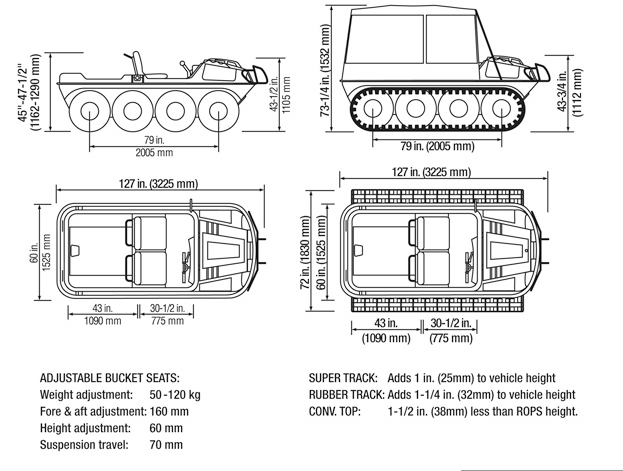 45"-47-1/2"
(1162-1290 mm)
43-1/2 in.
1105 mm
79 in.
2005 mm
73-1/4 in. (1532 mm)
43-3/4 in.
(1112 mm)
79 in. (2005 mm)
127 in. (3225 mm)
60 in.
1525 mm
43 in.
1090 mm
30-1/2 in.
775 mm
127 in. (3225 mm)
72 in. (1830 mm)
60 in. (1525 mm)
43 in.
(1090 mm)
30-1/2 in.
(775 mm)
ADJUSTABLE BUCKET SEATS:
Weight adjustment: 50-120 kg
Fore & aft adjustment: 160 mm
Height adjustment: 60 mm
Suspension travel: 70 mm
SUPER TRACK: Adds 1 in. (25mm) to vehicle height
RUBBER TRACK: Adds 1-1/4 in. (32mm) to vehicle height
CONV. TOP: 1-1/2 in. (38mm) less than ROPS height.